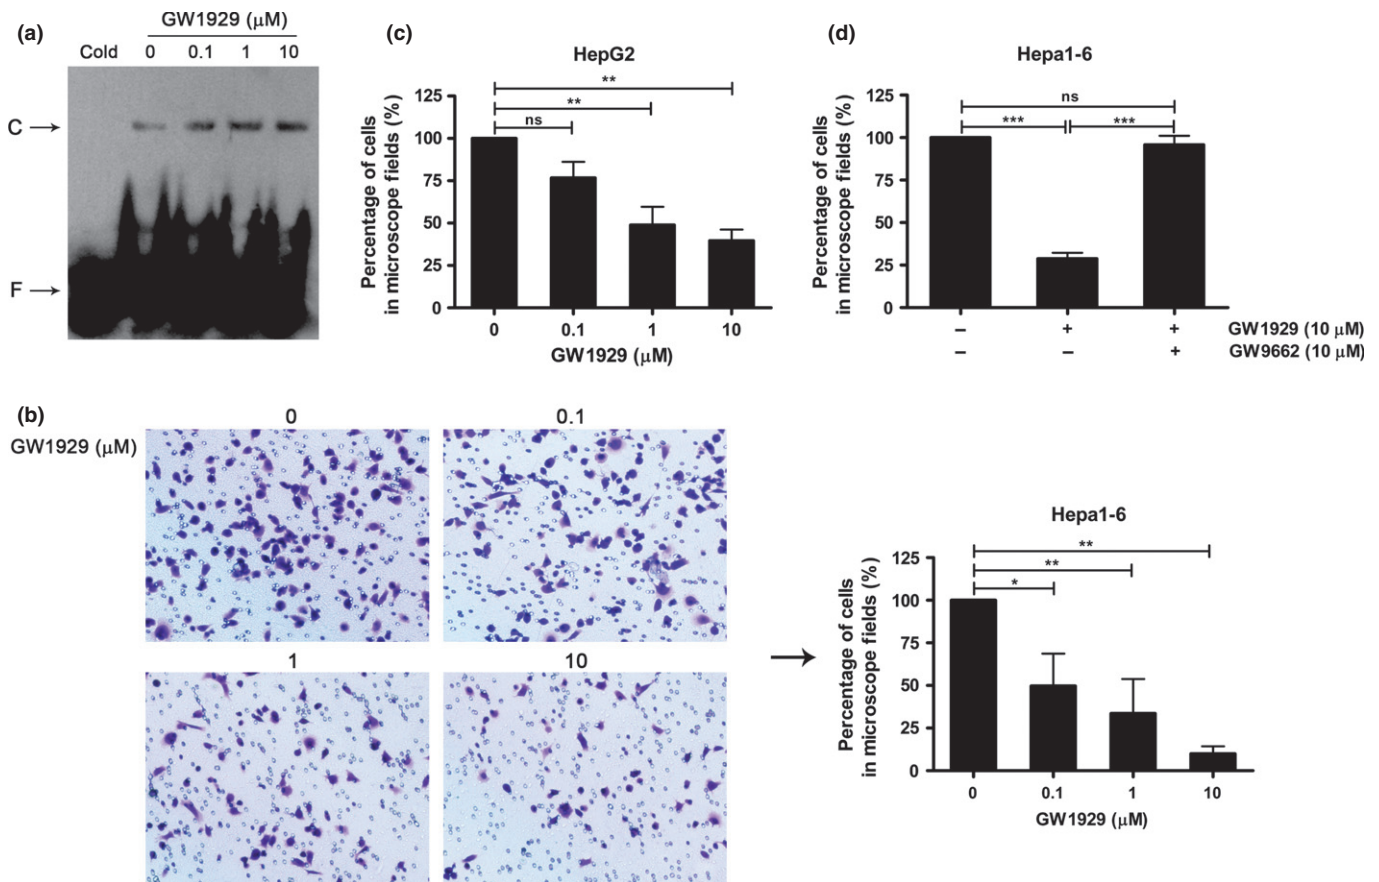 (a)
GW1929 (μM)
Cold 0 0.1 1 10
C
F
(c)
HepG2
Percentage of cells
in microscope fields (%)
125
100
75
50
25
0
**
**
ns
0 0.1 1 10
GW1929 (μM)
(d)
Hepa1-6
Percentage of cells
in microscope fields (%)
125
100
75
50
25
0
ns
*** ***
– + + GW1929 (10 μM)
– – + GW9662 (10 μM)
(b)
GW1929 (μM)
0 0.1
1 10
Hepa1-6
Percentage of cells
in microscope fields (%)
125
100
75
50
25
0
**
**
*
0 0.1 1 10
GW1929 (μM)